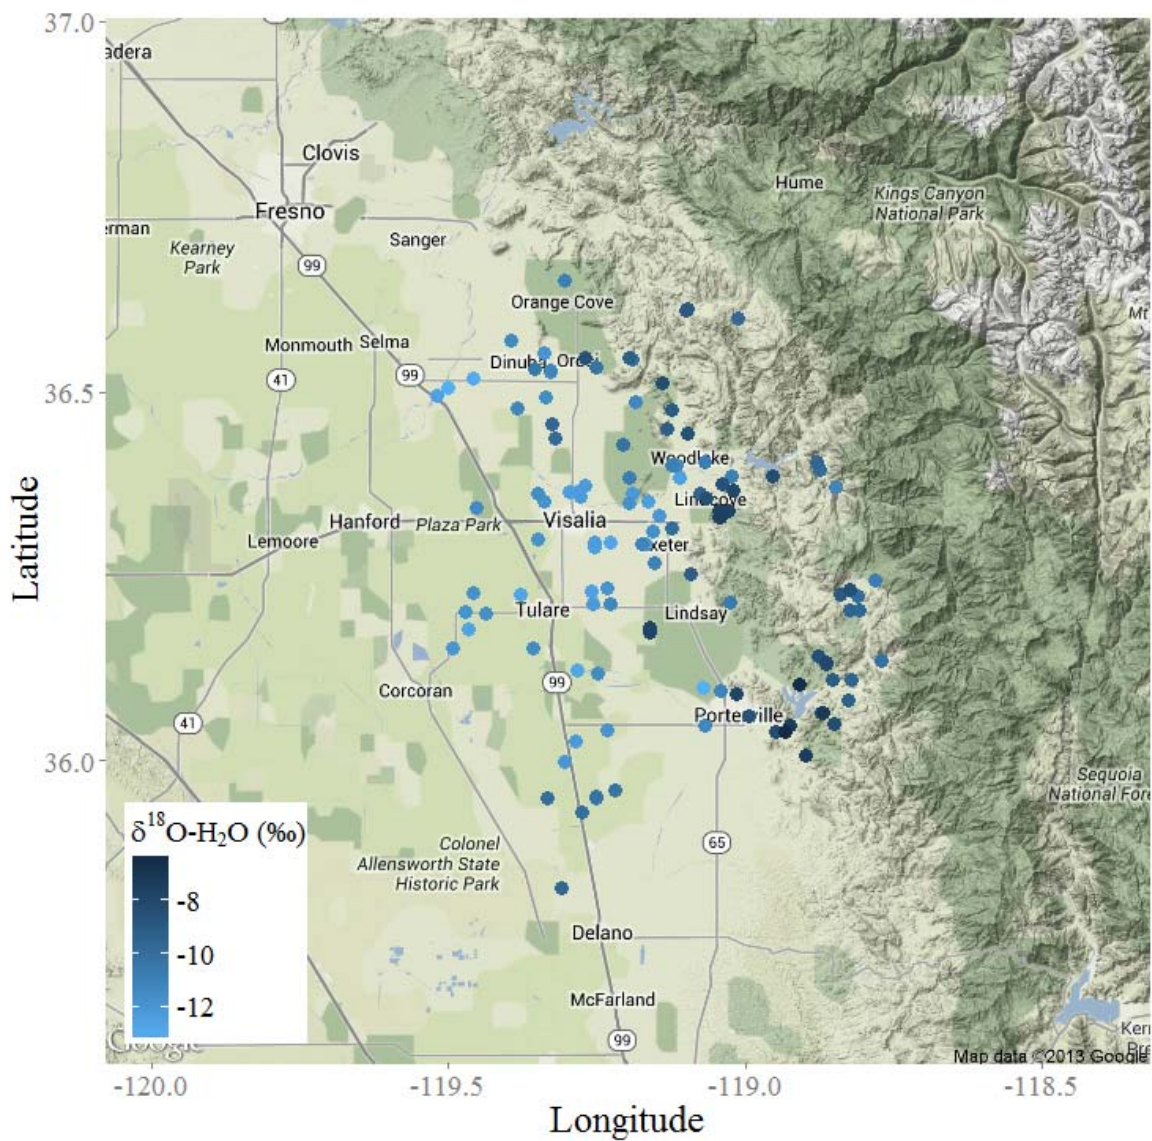 37.0
adera
Clovis
Hume
Kings Canyon
National Park
Fresno
erman
Sanger
Kearney
Park
99
Orange Cove
Mt
Monmouth
Selma
Dinuba
Orosi
41
99
36.5
Woodlake
Lindcove
Hanford
Plaza Park
Visalia
Lemoore
xeter
Latitude
Tulare
Lindsay
Corcoran
99
41
Porterville
36.0
Sequoia
National Fore
δ18O-H2O (‰)
-8
-10
-12
Colonel
Allensworth State
Historic Park
65
Delano
McFarland
99
Google
Kern
Map data ©2013 Google
-120.0
-119.5
-119.0
-118.5
Longitude